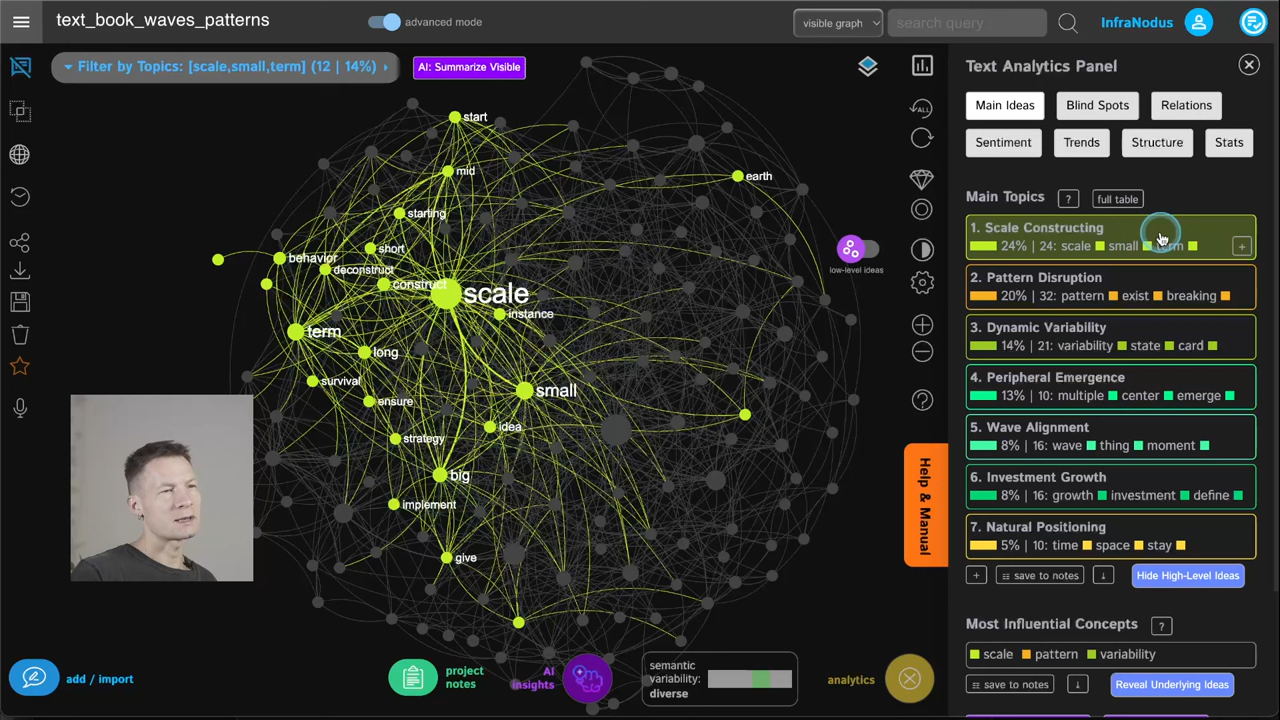 text_book_waves_patterns
advanced mode
visible graph
search query
InfraNodus
Filter by Topics: [scale,small,term] (12 | 14%)
AI: Summarize Visible
ALL
start
mid
earth
starting
short
behavior
deconstruct
construct
scale
instance
term
long
survival
small
ensure
idea
strategy
big
implement
give
low-level ideas
Help & Manual
Text Analytics Panel
Main Ideas
Blind Spots
Relations
Sentiment
Trends
Structure
Stats
Main Topics
?
full table
1. Scale Constructing
24% | 24: scale small term
+
2. Pattern Disruption
20% | 32: pattern exist breaking
3. Dynamic Variability
14% | 21: variability state card
4. Peripheral Emergence
13% | 10: multiple center emerge
5. Wave Alignment
8% | 16: wave thing moment
6. Investment Growth
8% | 16: growth investment define
7. Natural Positioning
5% | 10: time space stay
+
save to notes
↓
Hide High-Level Ideas
Most Influential Concepts
?
scale pattern variability
save to notes
↓
Reveal Underlying Ideas
add / import
project
notes
AI
insights
semantic
variability:
diverse
analytics